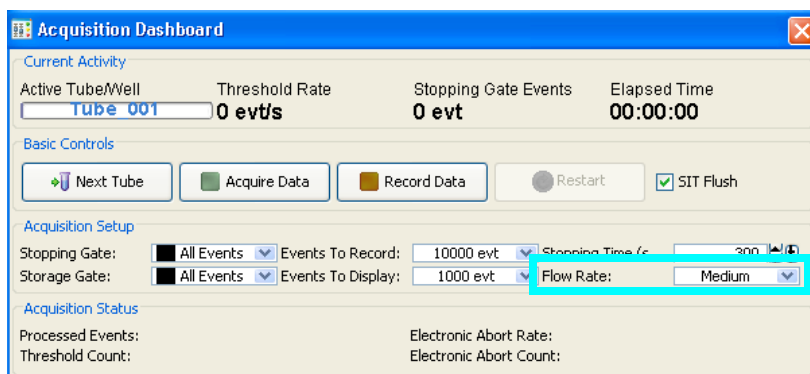 Acquisition Dashboard
Current Activity
Active Tube/Well Threshold Rate Stopping Gate Events Elapsed Time
Tube_001 0 evt/s 0 evt 00:00:00
Basic Controls
Next Tube Acquire Data Record Data Restart SIT Flush
Acquisition Setup
Stopping Gate: All Events Events To Record: 10000 evt Stopping Time (s 300
Storage Gate: All Events Events To Display: 1000 evt Flow Rate: Medium
Acquisition Status
Processed Events: Electronic Abort Rate:
Threshold Count: Electronic Abort Count: